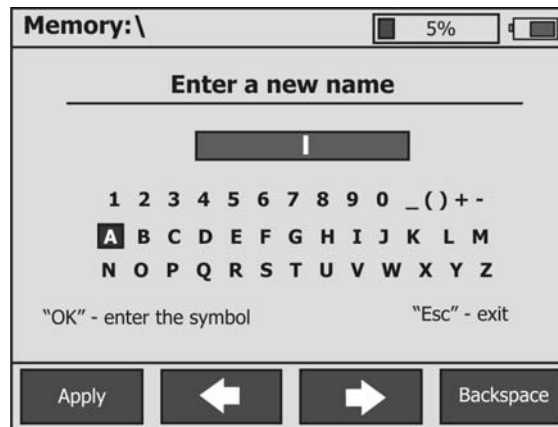 Memory:\ 5%
Enter a new name
1 2 3 4 5 6 7 8 9 0 _ ( ) + -
A B C D E F G H I J K L M
N O P Q R S T U V W X Y Z
“OK” - enter the symbol “Esc” - exit
Apply Backspace